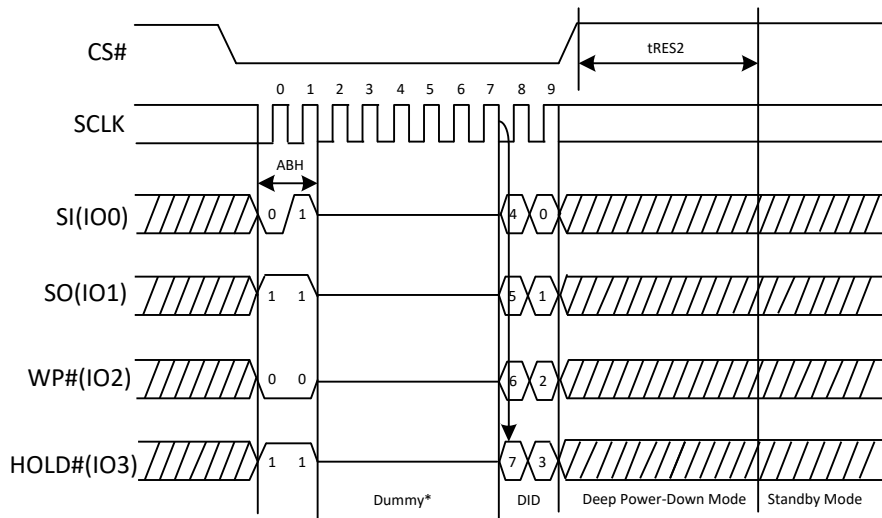 CS#
tRES2
0 1 2 3 4 5 6 7 8 9
SCLK
ABH
SI(IO0)
0 1 4 0
SO(IO1)
1 1 5 1
WP#(IO2)
0 0 6 2
HOLD#(IO3)
1 1 7 3
Dummy* DID Deep Power-Down Mode Standby Mode